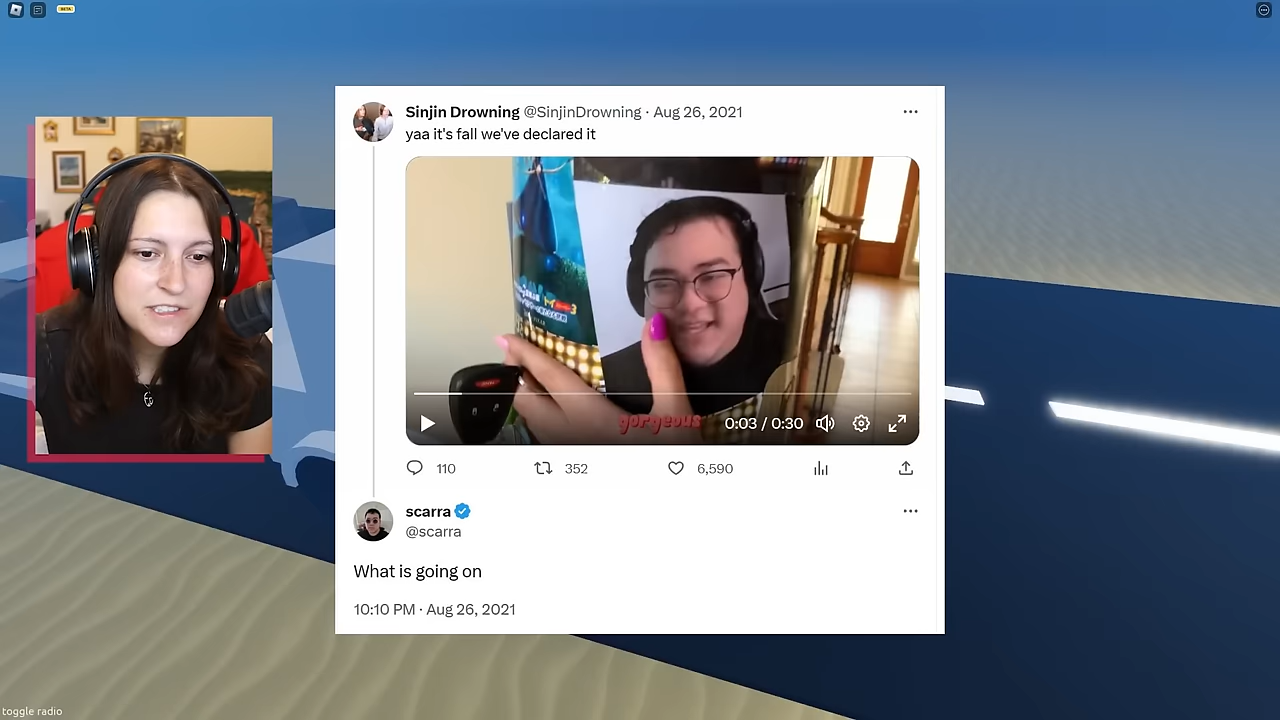 BETA
Sinjin Drowning @SinjinDrowning · Aug 26, 2021
yaa it's fall we've declared it
gorgeous
0:03 / 0:30
110 352 6,590
scarra
@scarra
What is going on
10:10 PM · Aug 26, 2021
toggle radio